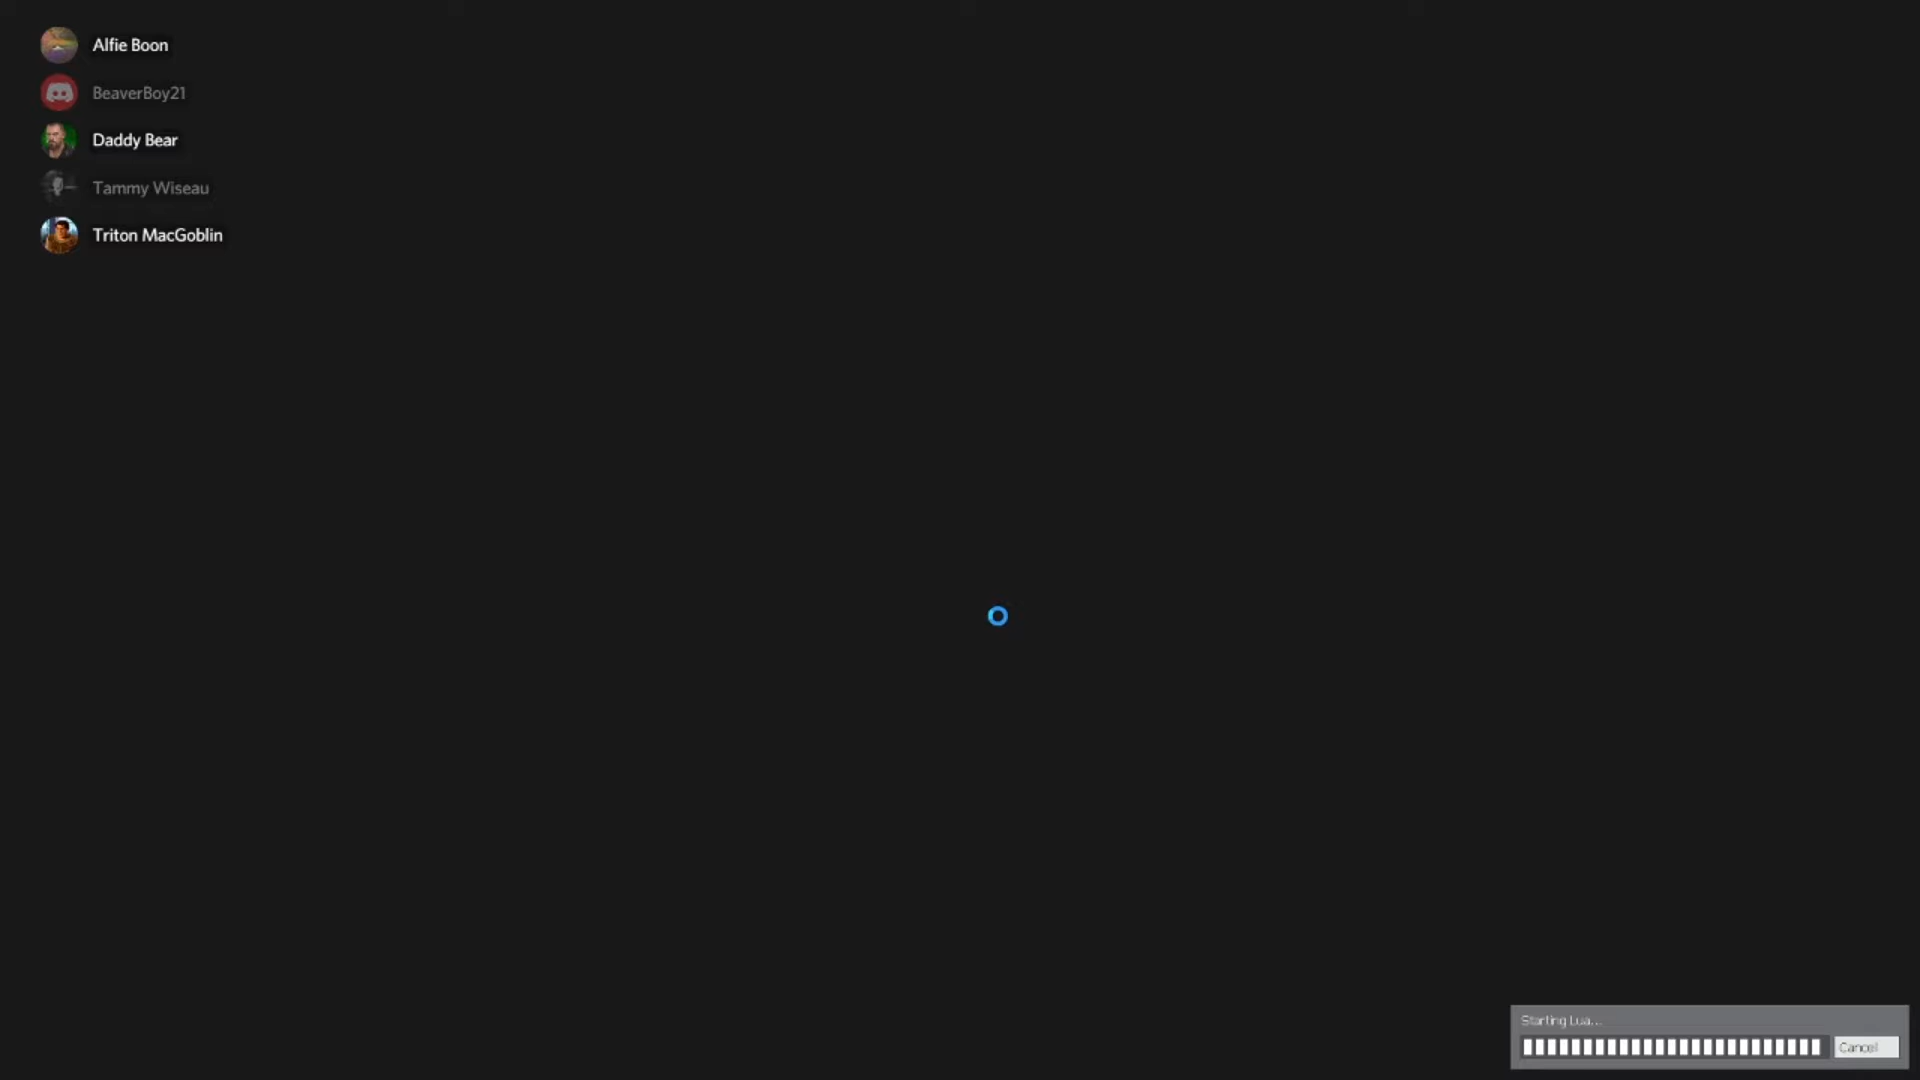 Alfie Boon
BeaverBoy21
Daddy Bear
Tammy Wiseau
Triton MacGoblin
Starting Lua...
Cancel